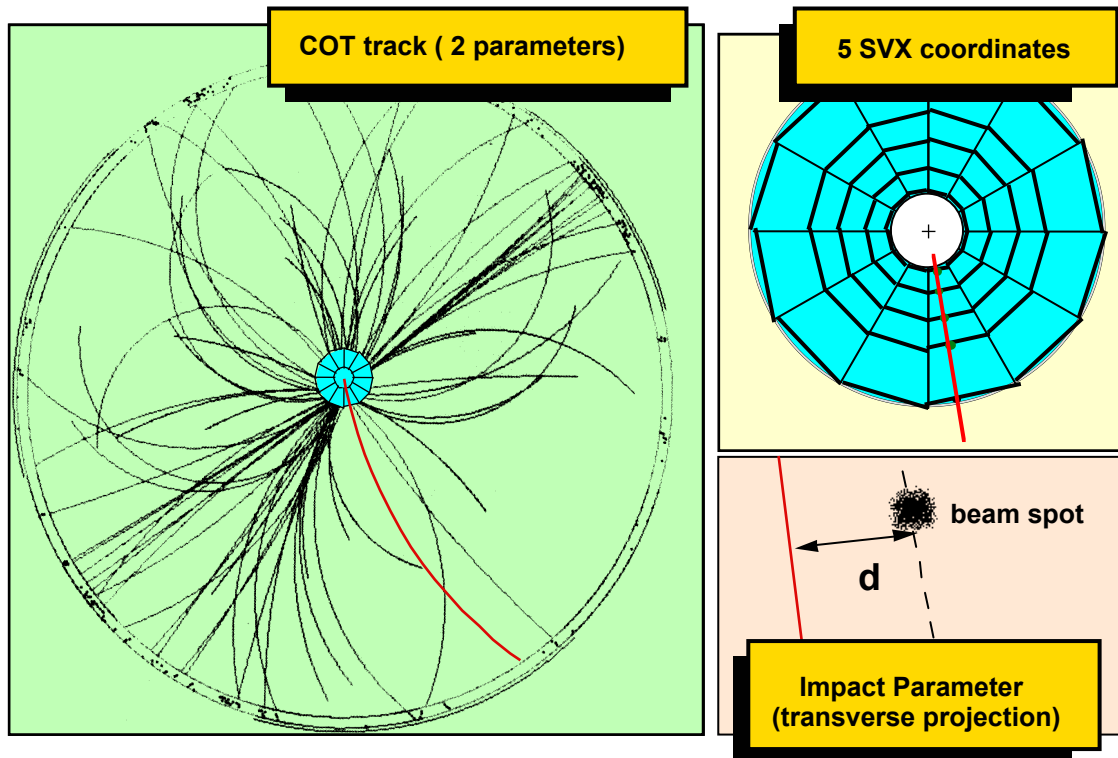 COT track ( 2 parameters)
5 SVX coordinates
beam spot
d
Impact Parameter
(transverse projection)